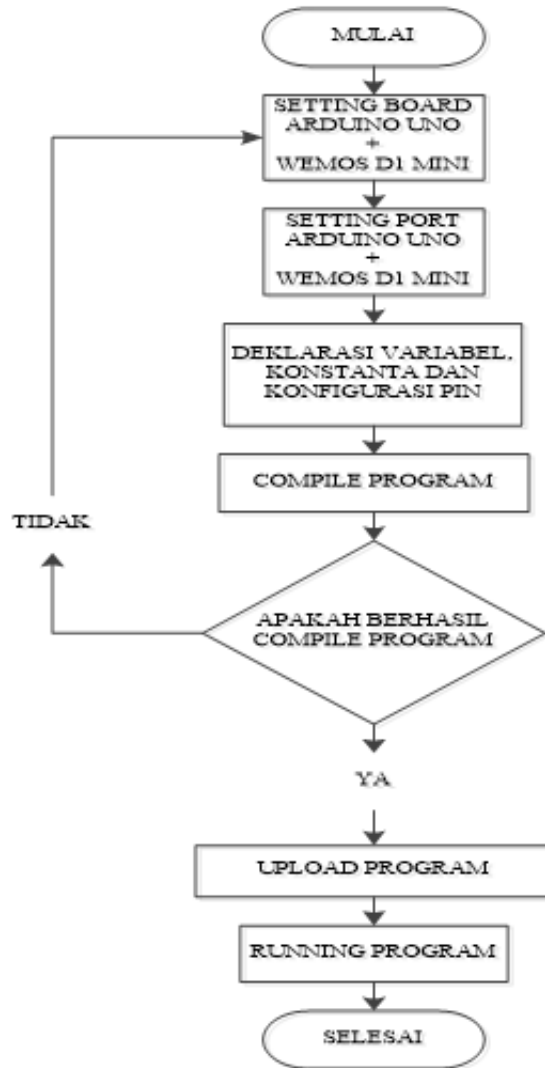 MULAI
SETTING BOARD
ARDUINO UNO
+
WEMOS D1 MINI
SETTING PORT
ARDUINO UNO
+
WEMOS D1 MINI
DEKLARASI VARIABEL,
KONSTANTA DAN
KONFIGURASI PIN
COMPILE PROGRAM
TIDAK
APAKAH BERHASIL
COMPILE PROGRAM
YA
UPLOAD PROGRAM
RUNNING PROGRAM
SELESAI